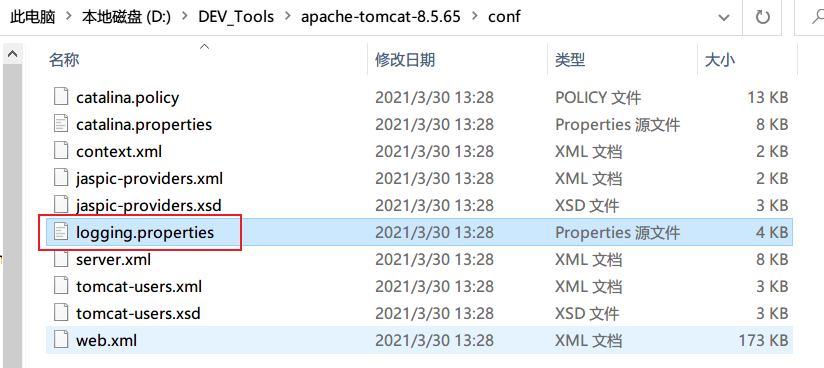 此电脑 › 本地磁盘 (D:) › DEV_Tools › apache-tomcat-8.5.65 › conf
名称 修改日期 类型 大小
catalina.policy 2021/3/30 13:28 POLICY 文件 13 KB
catalina.properties 2021/3/30 13:28 Properties 源文件 8 KB
context.xml 2021/3/30 13:28 XML 文档 2 KB
jaspic-providers.xml 2021/3/30 13:28 XML 文档 2 KB
jaspic-providers.xsd 2021/3/30 13:28 XSD 文件 3 KB
logging.properties 2021/3/30 13:28 Properties 源文件 4 KB
server.xml 2021/3/30 13:28 XML 文档 8 KB
tomcat-users.xml 2021/3/30 13:28 XML 文档 3 KB
tomcat-users.xsd 2021/3/30 13:28 XSD 文件 3 KB
web.xml 2021/3/30 13:28 XML 文档 173 KB